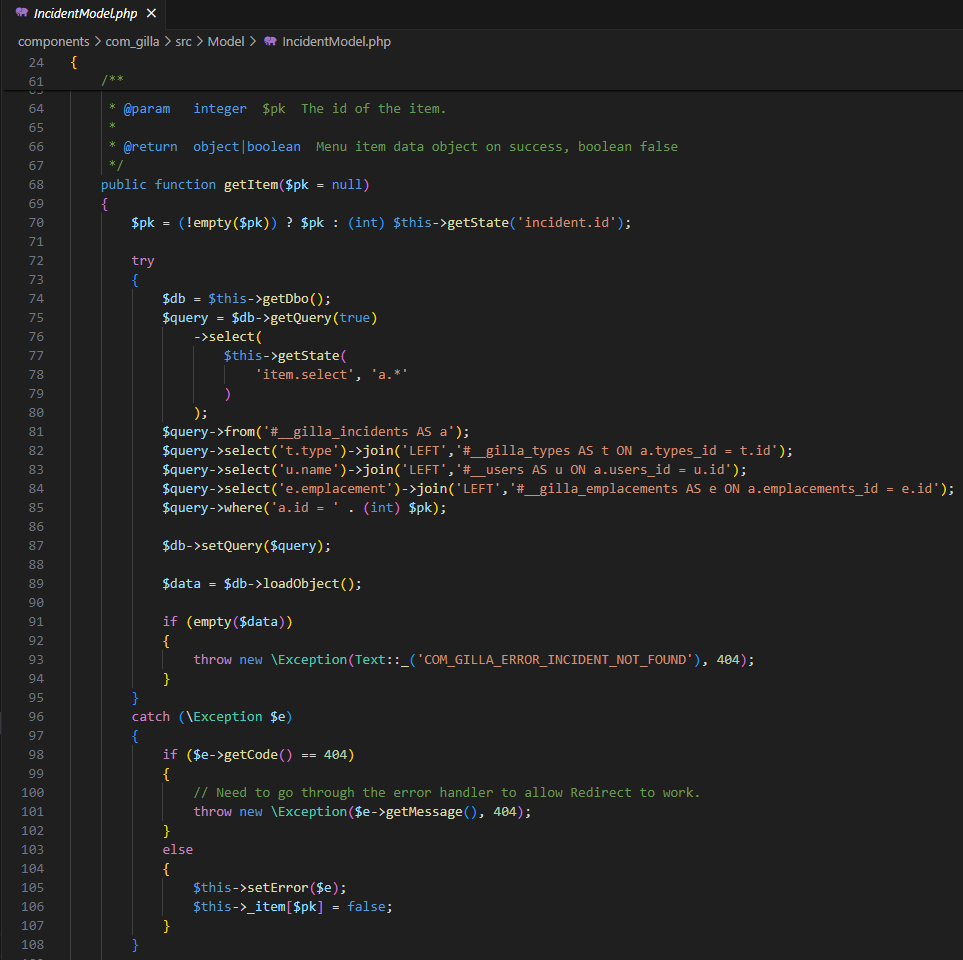 IncidentModel.php ×
components > com_gilla > src > Model > IncidentModel.php
24 {
61 /**
64 * @param   integer  $pk  The id of the item.
65 *
66 * @return  object|boolean  Menu item data object on success, boolean false
67 */
68 public function getItem($pk = null)
69 {
70 $pk = (!empty($pk)) ? $pk : (int) $this->getState('incident.id');
71
72 try
73 {
74 $db = $this->getDbo();
75 $query = $db->getQuery(true)
76 ->select(
77 $this->getState(
78 'item.select', 'a.*'
79 )
80 );
81 $query->from('#__gilla_incidents AS a');
82 $query->select('t.type')->join('LEFT','#__gilla_types AS t ON a.types_id = t.id');
83 $query->select('u.name')->join('LEFT','#__users AS u ON a.users_id = u.id');
84 $query->select('e.emplacement')->join('LEFT','#__gilla_emplacements AS e ON a.emplacements_id = e.id');
85 $query->where('a.id = ' . (int) $pk);
86
87 $db->setQuery($query);
88
89 $data = $db->loadObject();
90
91 if (empty($data))
92 {
93 throw new \Exception(Text::_('COM_GILLA_ERROR_INCIDENT_NOT_FOUND'), 404);
94 }
95 }
96 catch (\Exception $e)
97 {
98 if ($e->getCode() == 404)
99 {
100 // Need to go through the error handler to allow Redirect to work.
101 throw new \Exception($e->getMessage(), 404);
102 }
103 else
104 {
105 $this->setError($e);
106 $this->_item[$pk] = false;
107 }
108 }